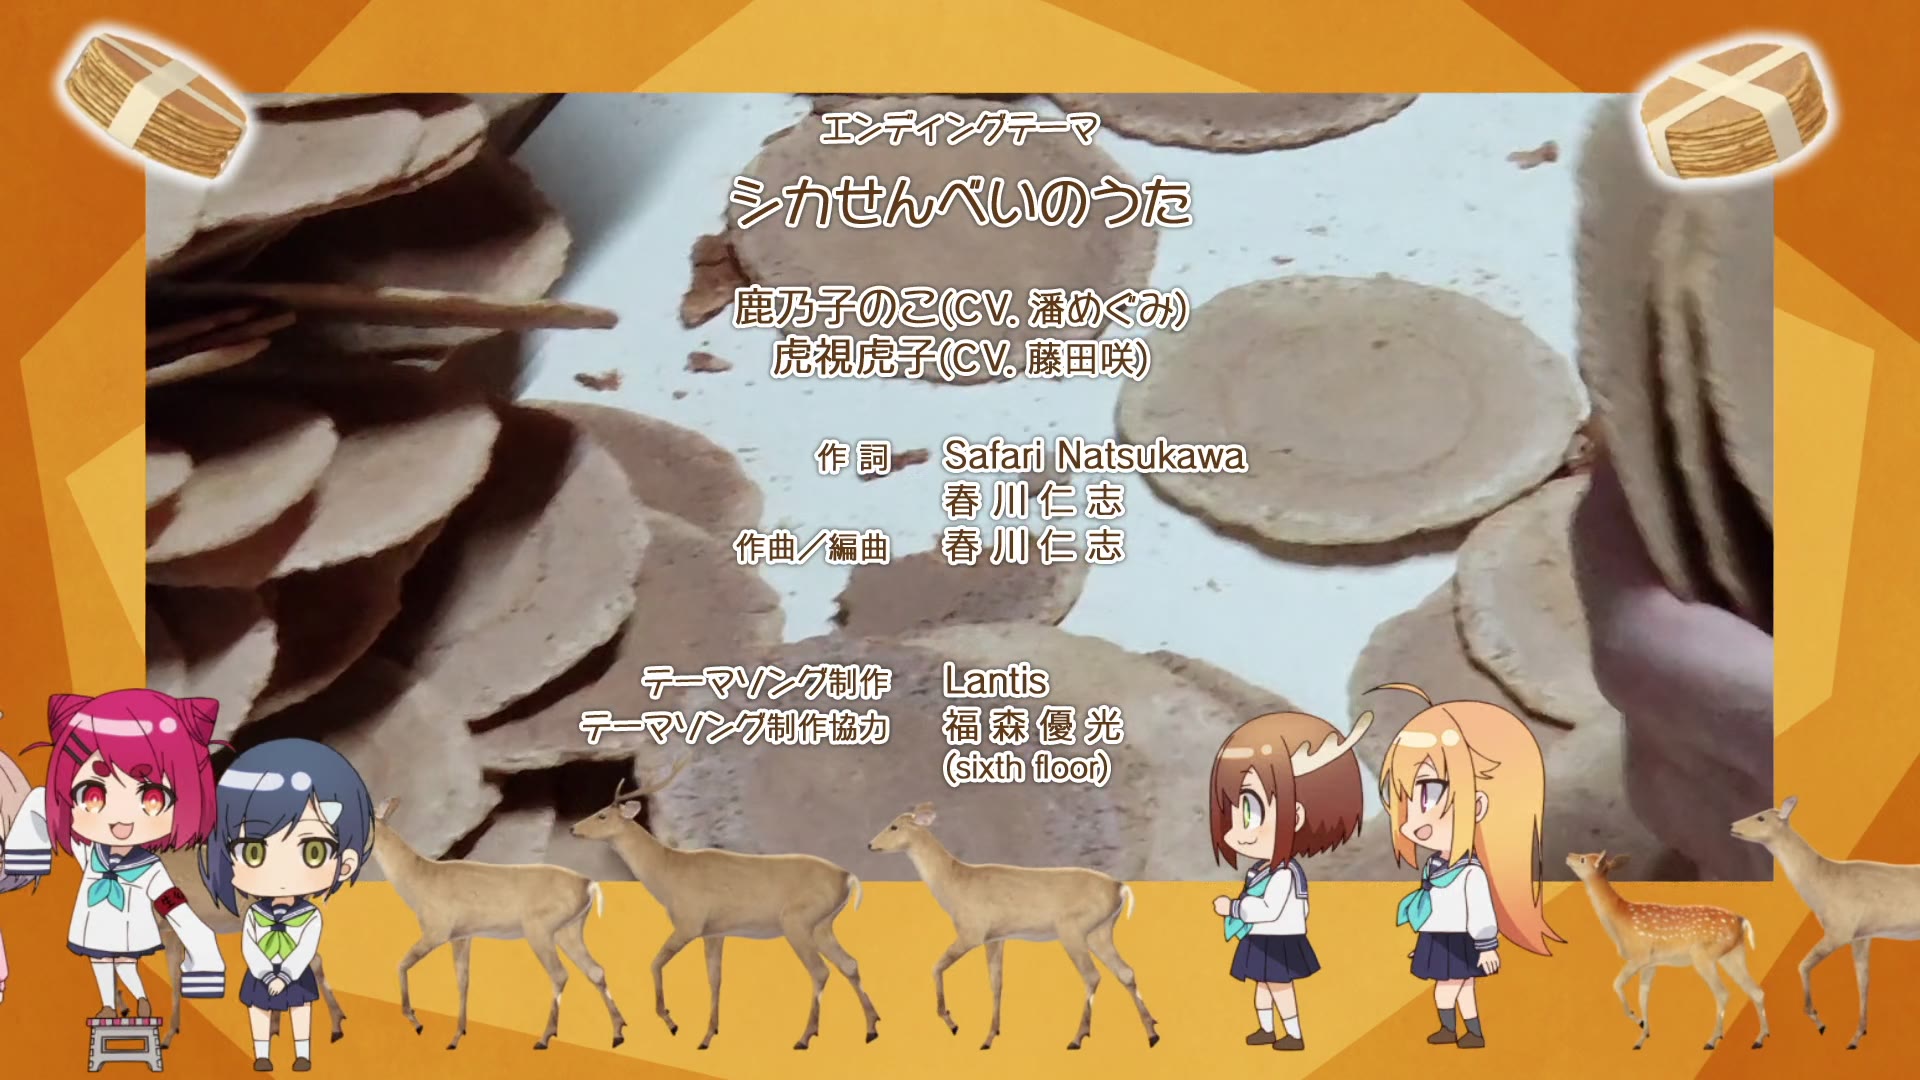 エンディングテーマ
シカせんべいのうた
鹿乃子のこ(CV. 潘めぐみ)
虎視虎子(CV. 藤田咲)
作詞 Safari Natsukawa
春川仁志
作曲／編曲 春川仁志
テーマソング制作 Lantis
テーマソング制作協力 福森優光
(sixth floor)